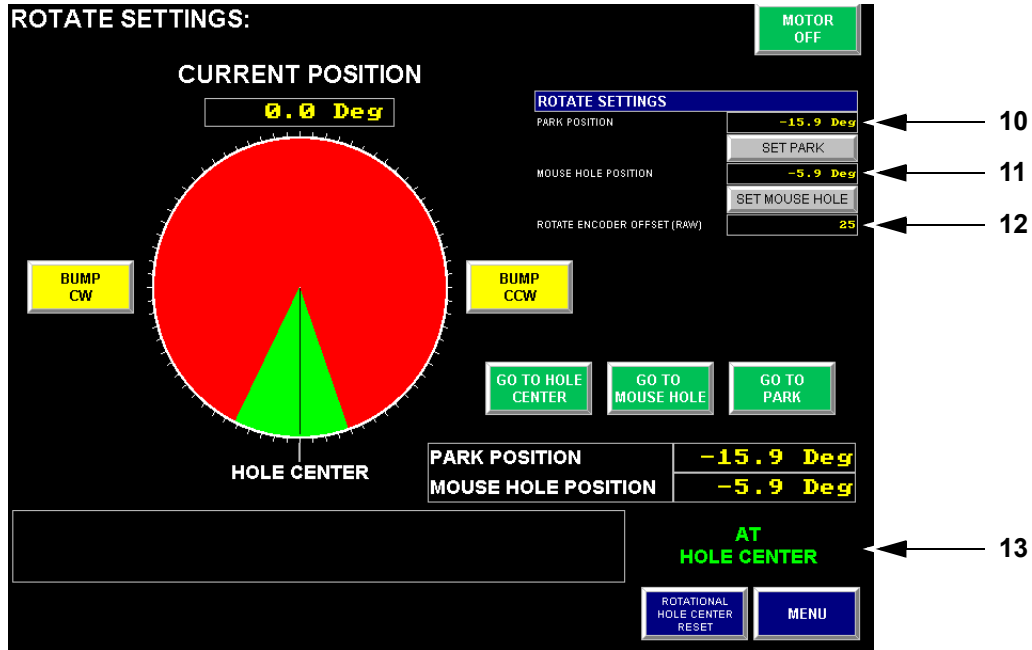 ROTATE SETTINGS:
MOTOR
OFF
CURRENT POSITION
0.0 Deg
ROTATE SETTINGS
PARK POSITION -15.9 Deg 10
SET PARK
MOUSE HOLE POSITION -5.9 Deg 11
SET MOUSE HOLE
ROTATE ENCODER OFFSET (RAW) 25 12
BUMP
CW
BUMP
CCW
GO TO HOLE
CENTER
GO TO
MOUSE HOLE
GO TO
PARK
HOLE CENTER
PARK POSITION -15.9 Deg
MOUSE HOLE POSITION -5.9 Deg
AT
HOLE CENTER
13
ROTATIONAL
HOLE CENTER
RESET
MENU